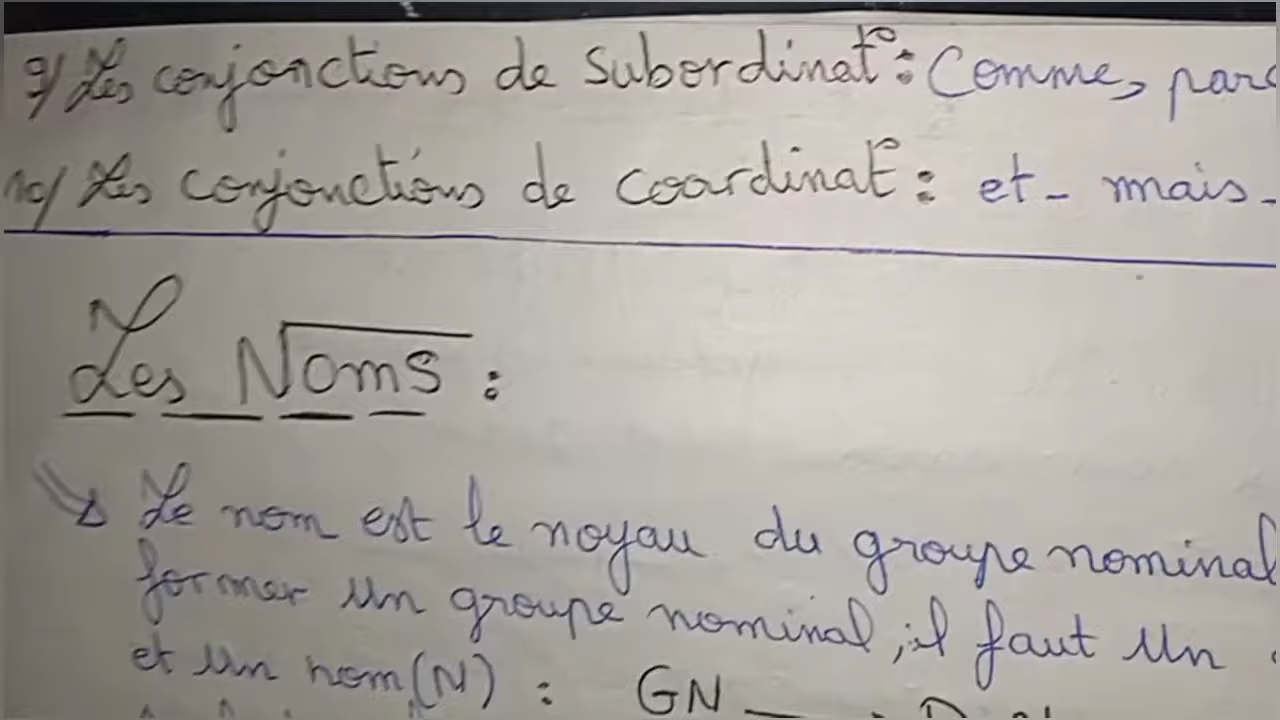 9/ Les conjonctions de subordinat°: Comme, parc
10/ Les conjonctions de coordinat°: et - mais -
Les Noms :
Le nom est le noyau du groupe nominal
former un groupe nominal, il faut un
et un nom (N) : GN